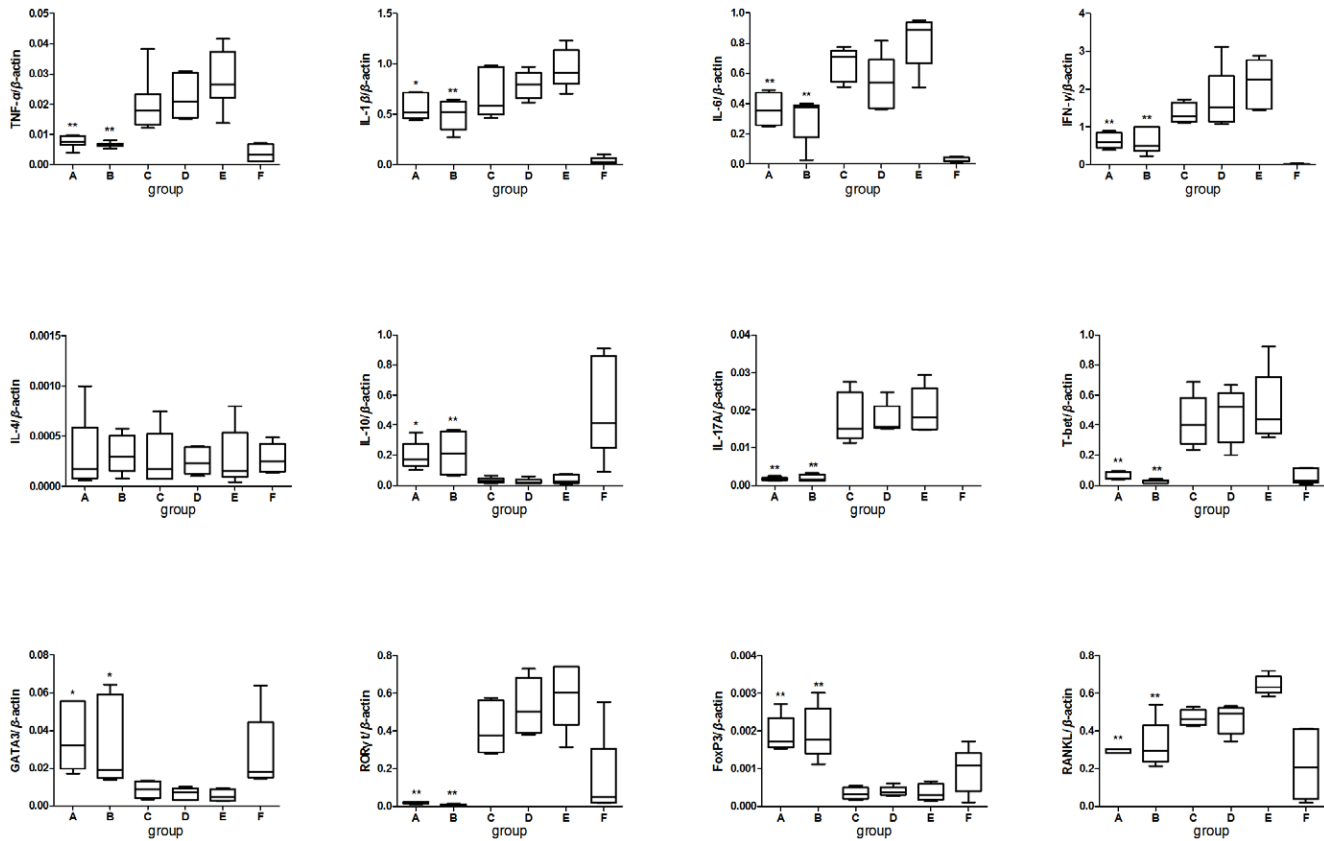 TNF-α/β-actin
0.05
0.04
0.03
0.02
0.01
0.00
** **
A B C D E F
group
IL-1β/β-actin
1.5
1.0
0.5
0.0
* **
A B C D E F
group
IL-6/β-actin
1.0
0.8
0.6
0.4
0.2
0.0
** **
A B C D E F
group
IFN-γ/β-actin
4
3
2
1
0
** **
A B C D E F
group
IL-4/β-actin
0.0015
0.0010
0.0005
0.0000
A B C D E F
group
IL-10/β-actin
1.0
0.8
0.6
0.4
0.2
0.0
* **
A B C D E F
group
IL-17A/β-actin
0.04
0.03
0.02
0.01
0.00
** **
A B C D E F
group
T-bet/β-actin
1.0
0.8
0.6
0.4
0.2
0.0
** **
A B C D E F
group
GATA3/β-actin
0.08
0.06
0.04
0.02
0.00
* *
A B C D E F
group
RORγt/β-actin
0.8
0.6
0.4
0.2
0.0
** **
A B C D E F
group
FoxP3/β-actin
0.004
0.003
0.002
0.001
0.000
** **
A B C D E F
group
RANKL/β-actin
0.8
0.6
0.4
0.2
0.0
** **
A B C D E F
group